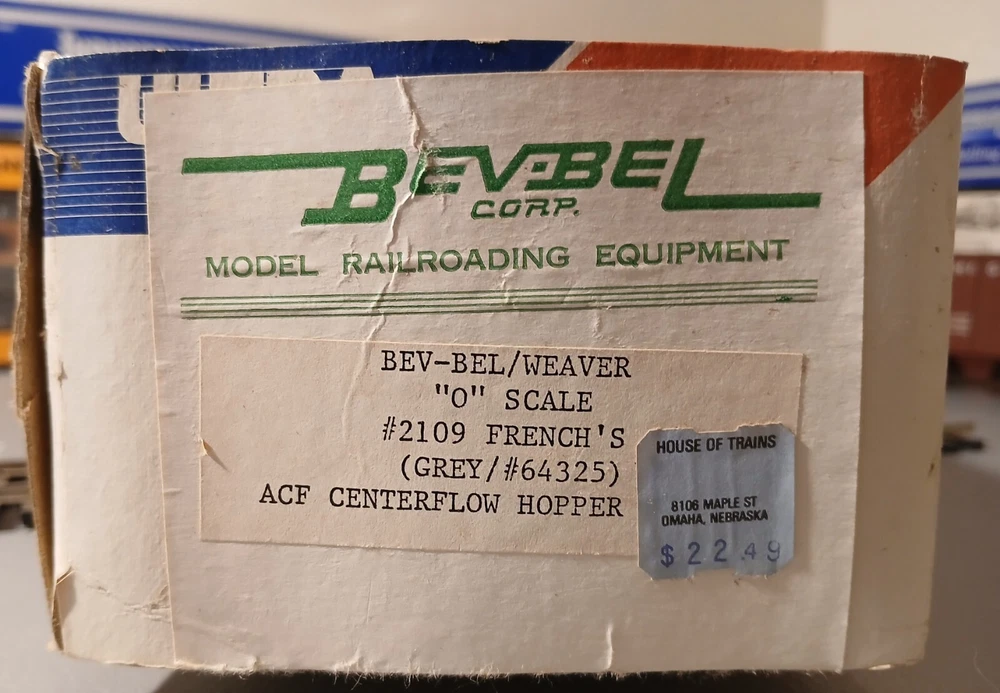 BEV-BEL
CORP.
MODEL RAILROADING EQUIPMENT
BEV-BEL/WEAVER
"O" SCALE
#2109 FRENCH'S
(GREY/#64325)
ACF CENTERFLOW HOPPER
HOUSE OF TRAINS
8106 MAPLE ST
OMAHA, NEBRASKA
$22.49